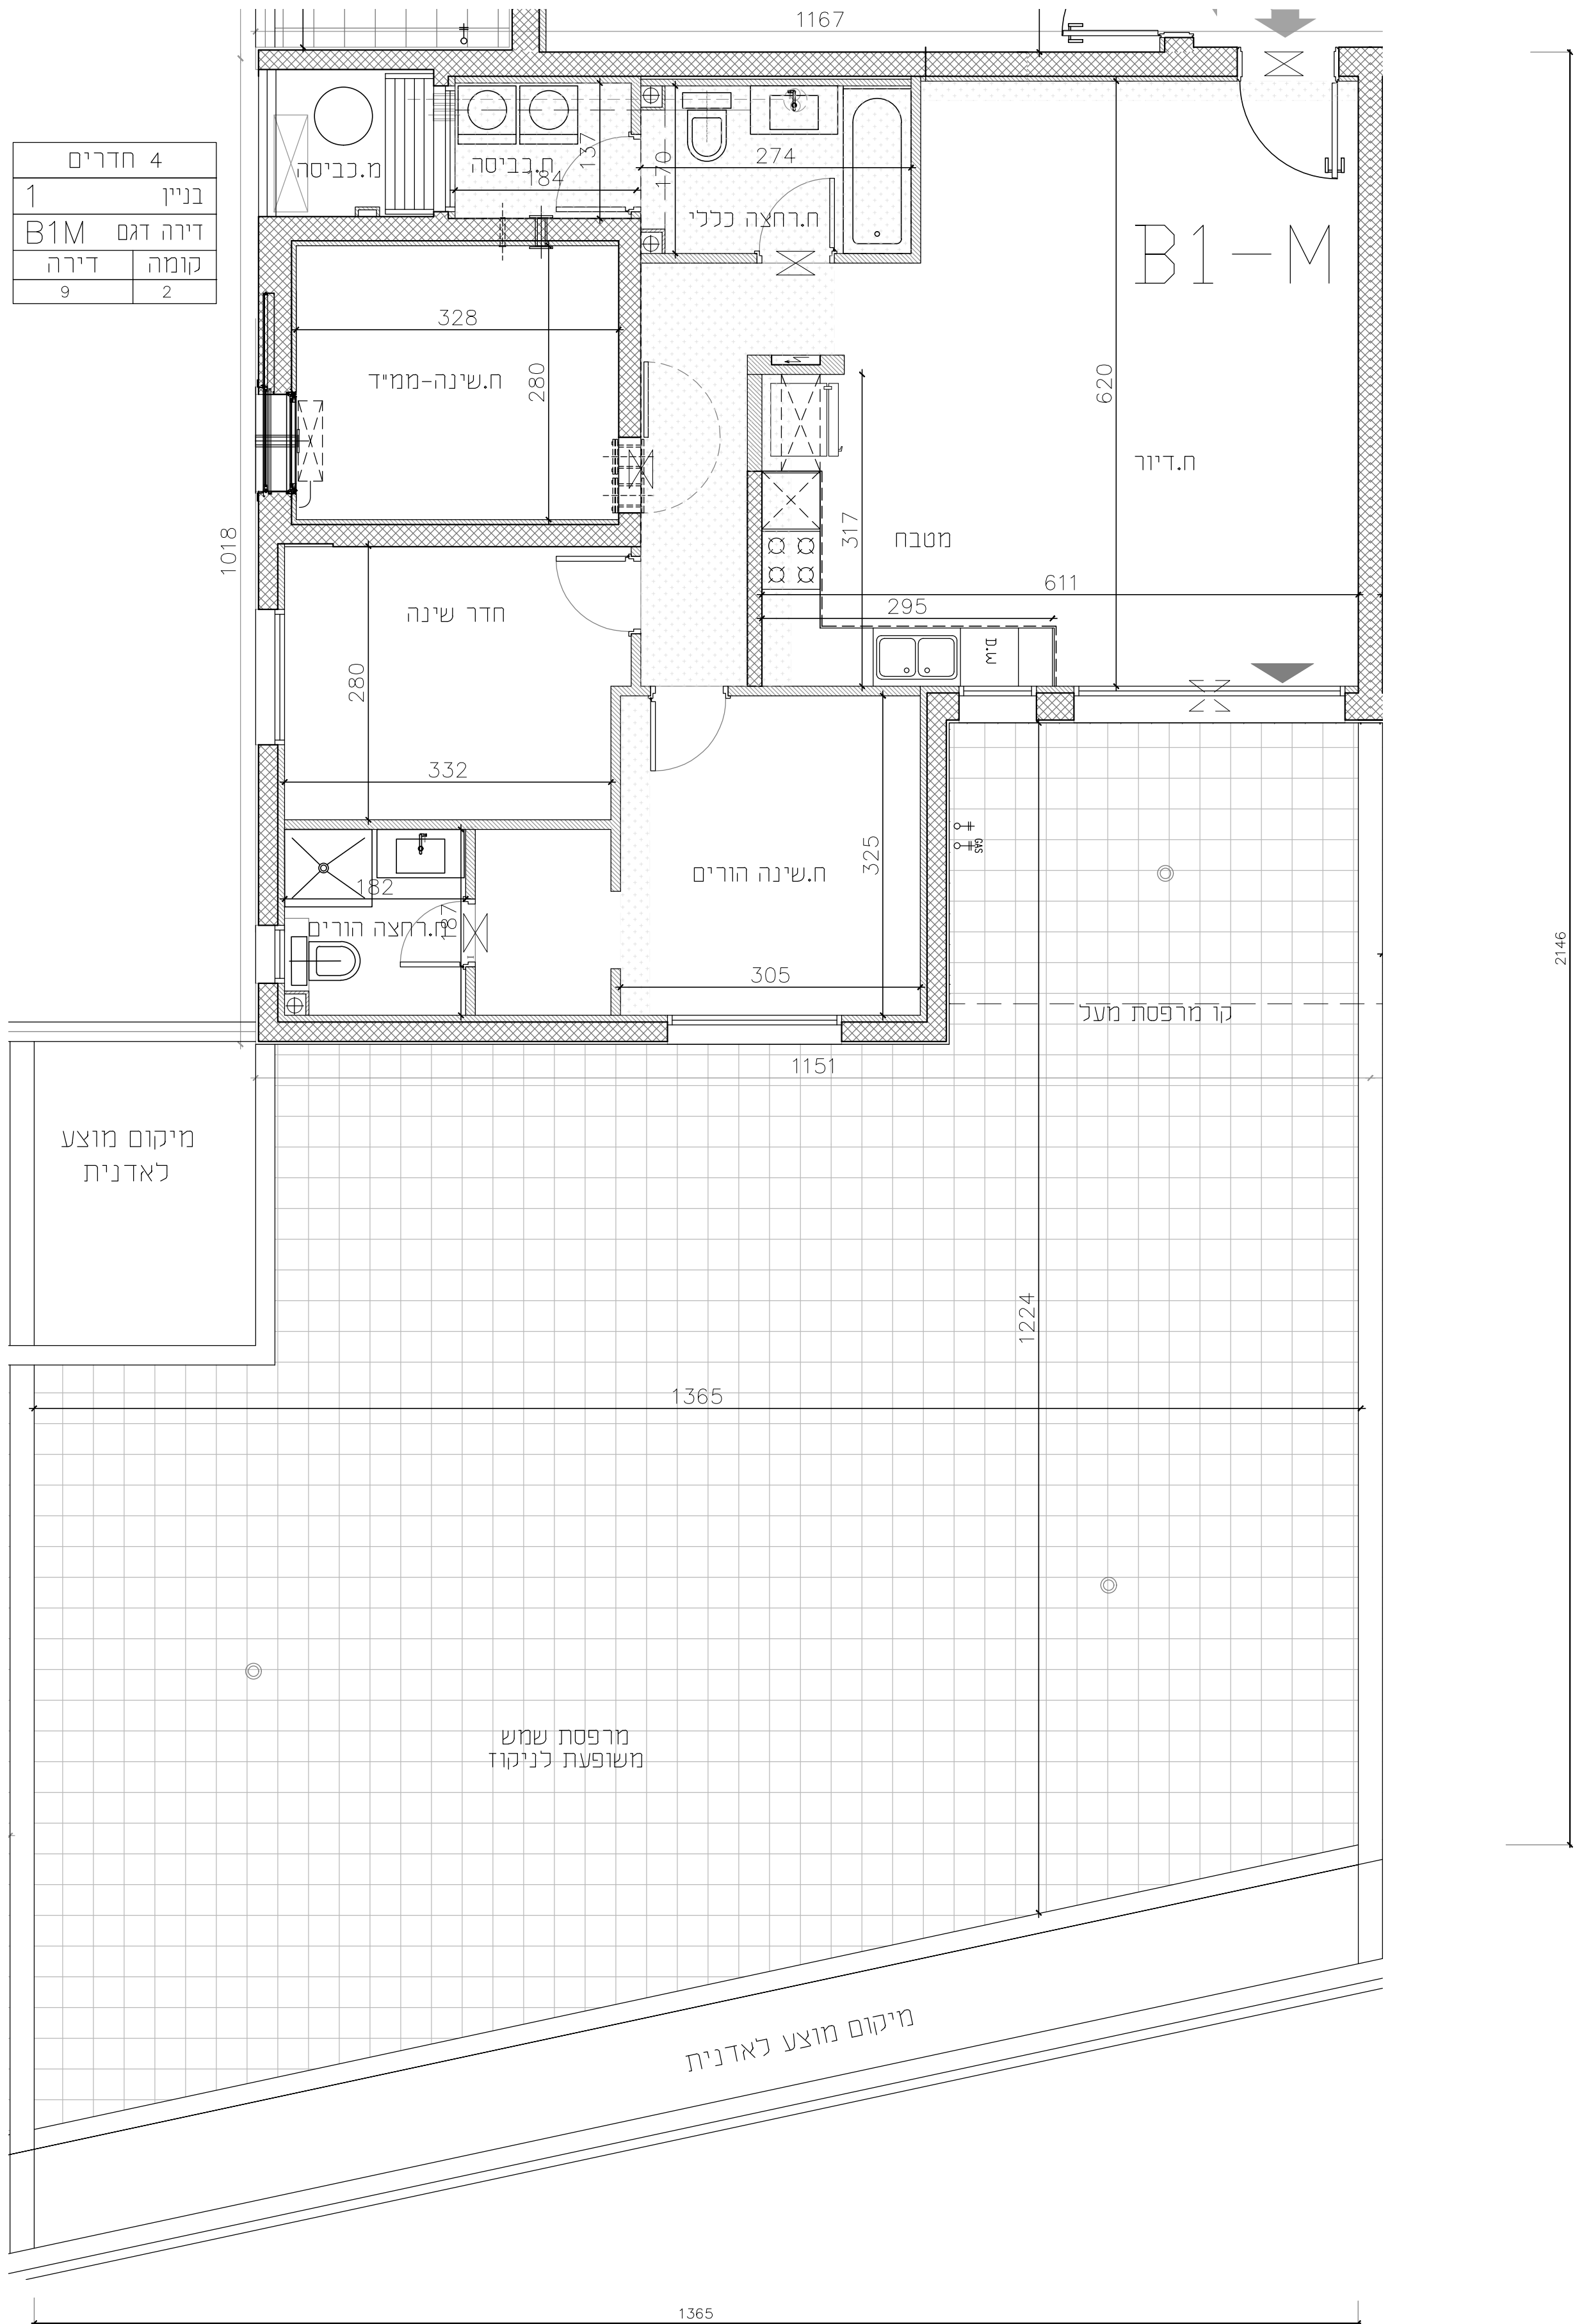 1167
4 חדרים
בניין 1
דירה דגם B1M
קומה דירה
2 9
מ.כביסה
ח.כביסה
137
184
170
274
ח.רחצה כללי
B1-M
328
ח.שינה-ממ"ד
280
620
ח.דיור
1018
317
מטבח
611
295
D.W
חדר שינה
280
332
325
ח.שינה הורים
GAS
182
187
ח.רחצה הורים
305
2146
קו מרפסת מעל
1151
מיקום מוצע
לאדנית
1224
1365
מרפסת שמש
משופעת לניקוז
מיקום מוצע לאדנית
1365